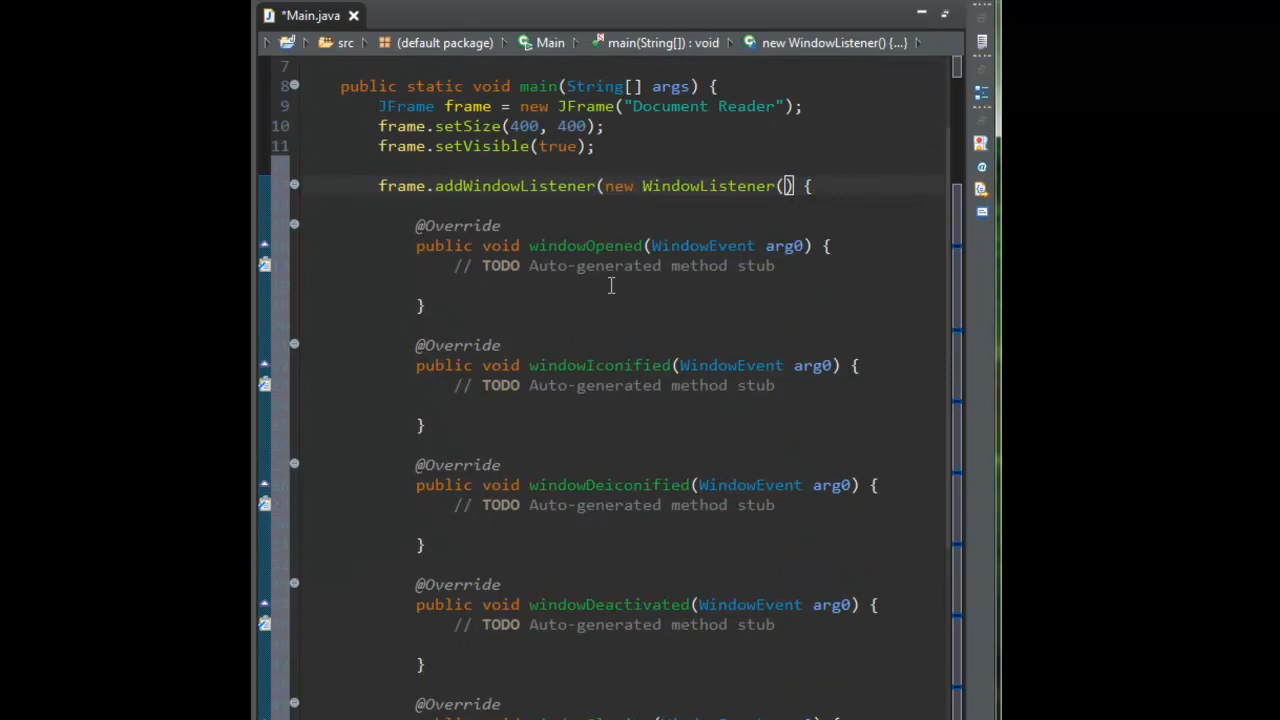 *Main.java
src (default package) Main main(String[]) : void new WindowListener() {...}
7
8 public static void main(String[] args) {
9 JFrame frame = new JFrame("Document Reader");
10 frame.setSize(400, 400);
11 frame.setVisible(true);
frame.addWindowListener(new WindowListener() {
@Override
public void windowOpened(WindowEvent arg0) {
// TODO Auto-generated method stub
}
@Override
public void windowIconified(WindowEvent arg0) {
// TODO Auto-generated method stub
}
@Override
public void windowDeiconified(WindowEvent arg0) {
// TODO Auto-generated method stub
}
@Override
public void windowDeactivated(WindowEvent arg0) {
// TODO Auto-generated method stub
}
@Override